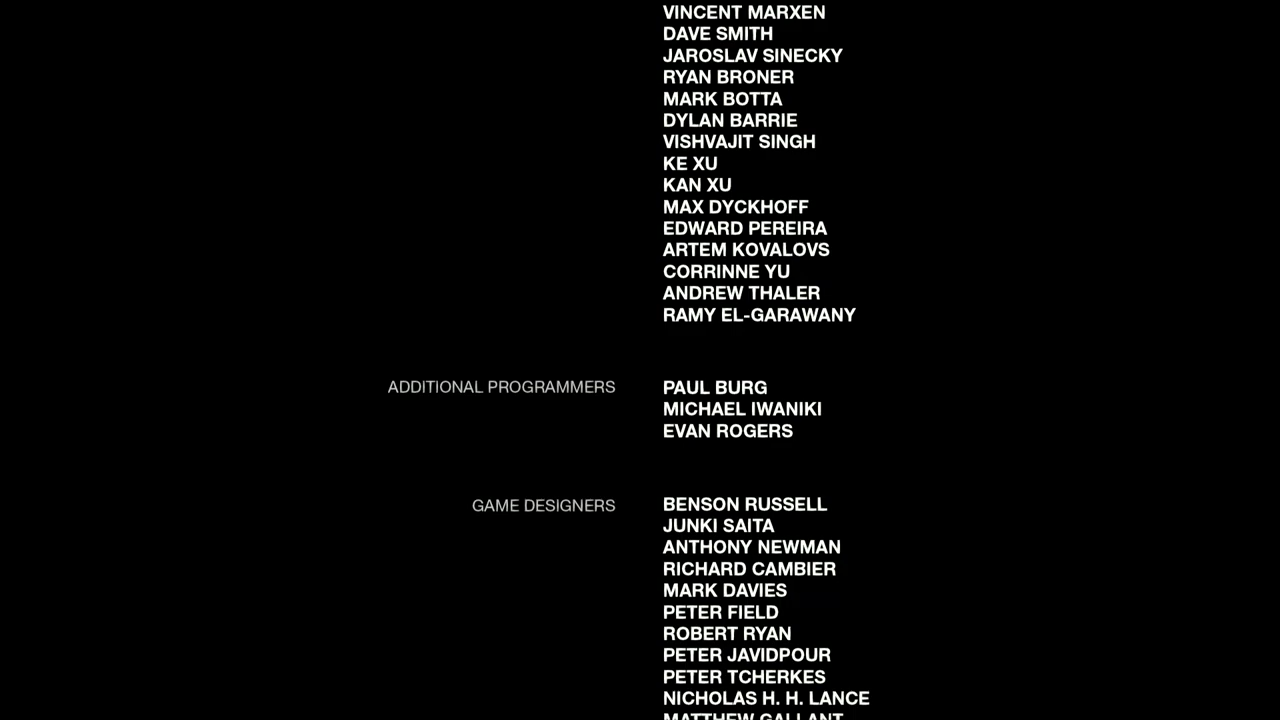 VINCENT MARXEN
DAVE SMITH
JAROSLAV SINECKY
RYAN BRONER
MARK BOTTA
DYLAN BARRIE
VISHVAJIT SINGH
KE XU
KAN XU
MAX DYCKHOFF
EDWARD PEREIRA
ARTEM KOVALOVS
CORRINNE YU
ANDREW THALER
RAMY EL-GARAWANY
ADDITIONAL PROGRAMMERS PAUL BURG
MICHAEL IWANIKI
EVAN ROGERS
GAME DESIGNERS BENSON RUSSELL
JUNKI SAITA
ANTHONY NEWMAN
RICHARD CAMBIER
MARK DAVIES
PETER FIELD
ROBERT RYAN
PETER JAVIDPOUR
PETER TCHERKES
NICHOLAS H. H. LANCE
MATTHEW GALLANT